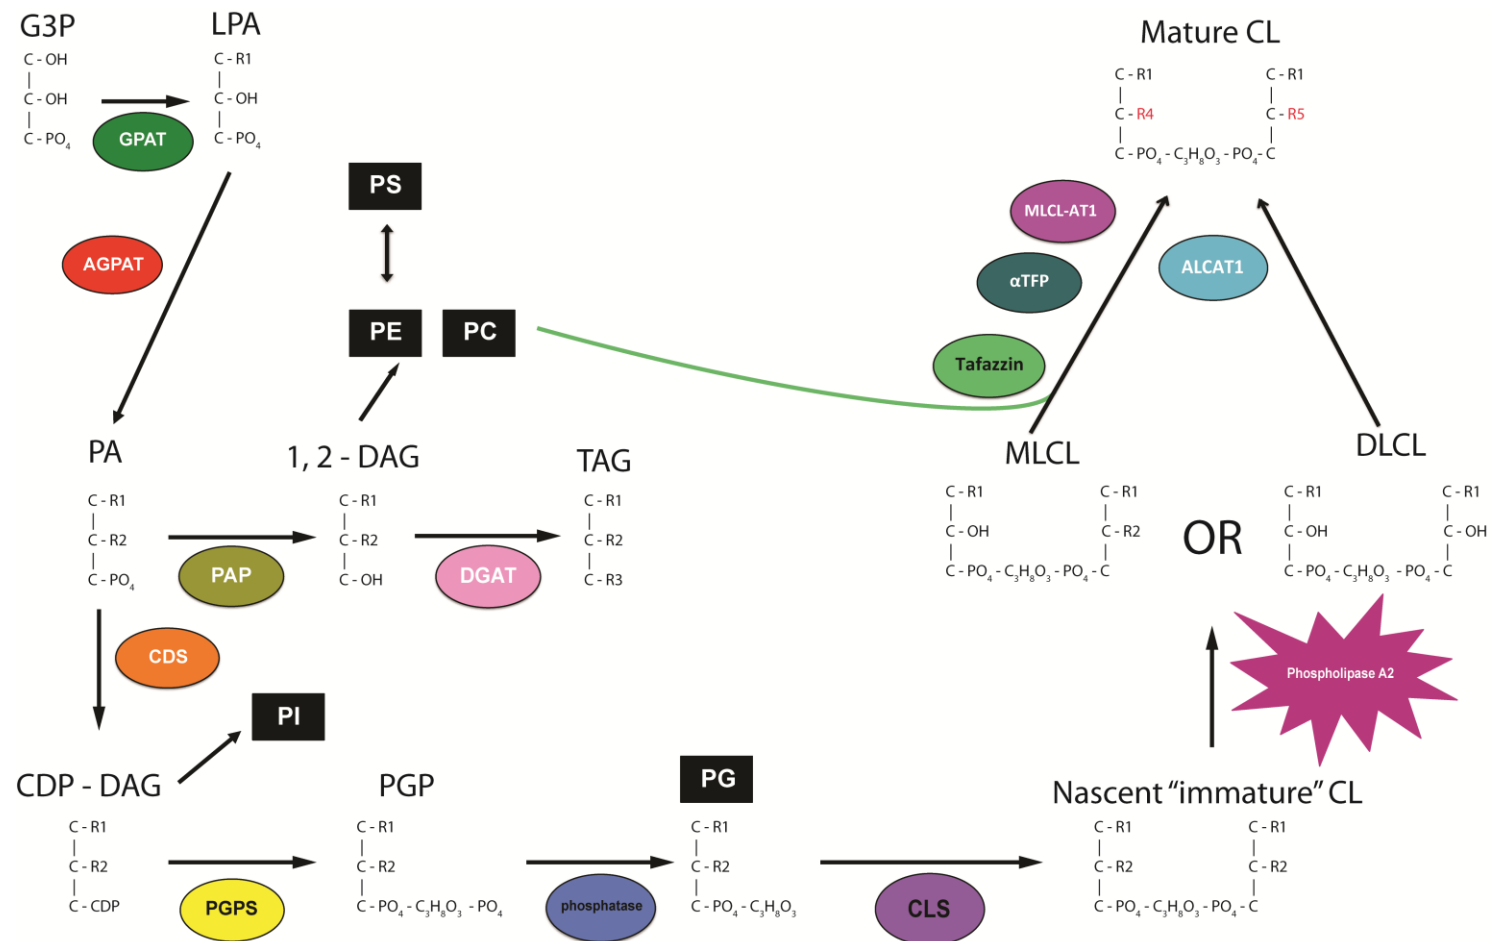 G3P
C - OH
C - OH
C - PO4
GPAT
LPA
C - R1
C - OH
C - PO4
AGPAT
PS
PE
PC
Mature CL
C - R1 C - R1
C - R4 C - R5
C - PO4 - C3H8O3 - PO4 - C
MLCL-AT1
αTFP
Tafazzin
ALCAT1
PA
C - R1
C - R2
C - PO4
PAP
1, 2 - DAG
C - R1
C - R2
C - OH
DGAT
TAG
C - R1
C - R2
C - R3
MLCL
C - R1 C - R1
C - OH C - R2
C - PO4 - C3H8O3 - PO4 - C
OR
DLCL
C - R1 C - R1
C - OH C - OH
C - PO4 - C3H8O3 - PO4 - C
Phospholipase A2
CDS
PI
CDP - DAG
C - R1
C - R2
C - CDP
PGPS
PGP
C - R1
C - R2
C - PO4 - C3H8O3 - PO4
phosphatase
PG
C - R1
C - R2
C - PO4 - C3H8O3
CLS
Nascent “immature” CL
C - R1 C - R1
C - R2 C - R2
C - PO4 - C3H8O3 - PO4 - C